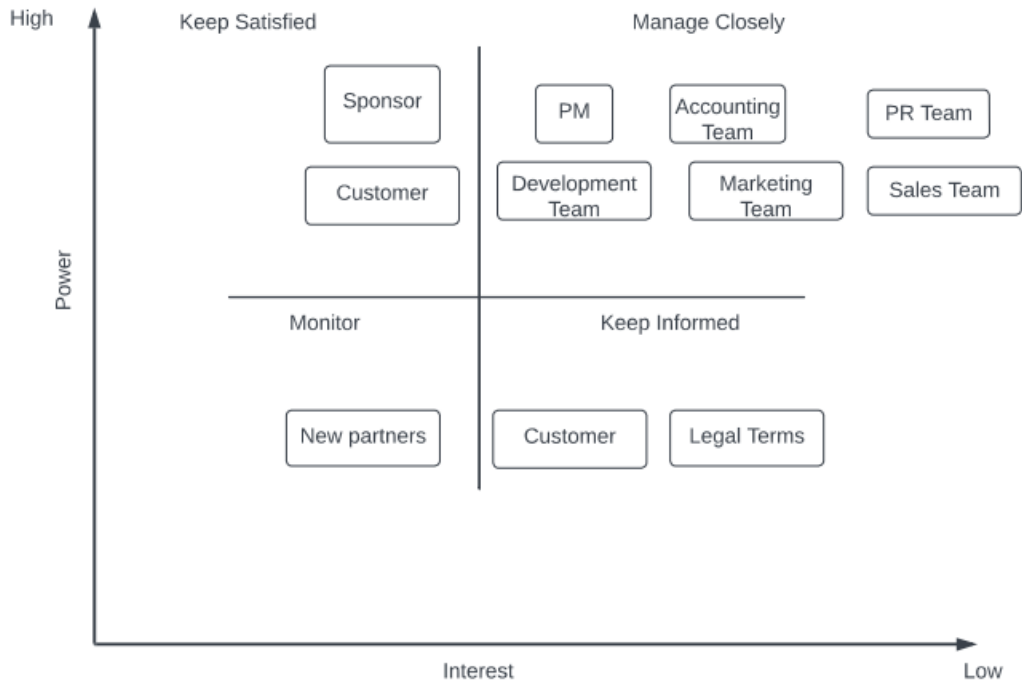 High
Keep Satisfied
Manage Closely
Sponsor
PM
Accounting
Team
PR Team
Customer
Development
Team
Marketing
Team
Sales Team
Power
Monitor
Keep Informed
New partners
Customer
Legal Terms
Interest
Low